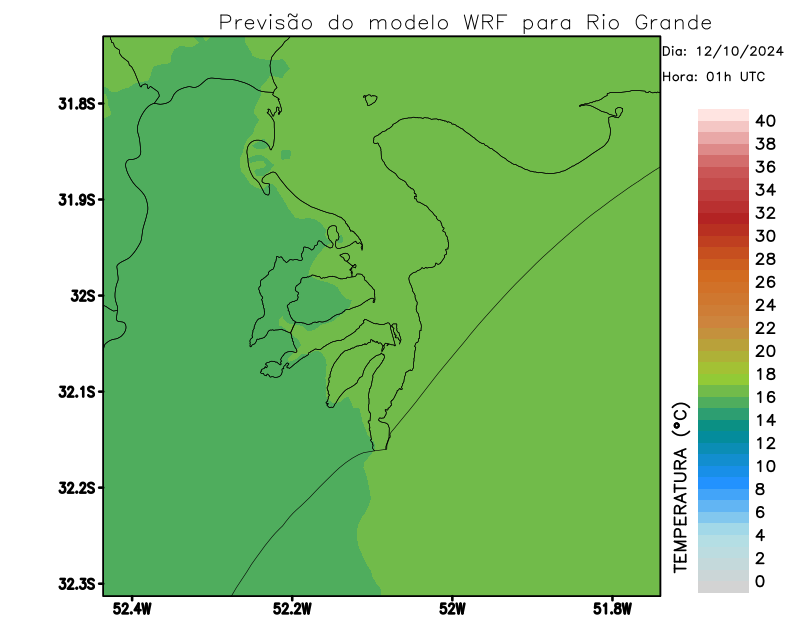 Previsão do modelo WRF para Rio Grande
Dia: 12/10/2024
Hora: 01h UTC
31.8S
31.9S
32S
32.1S
32.2S
32.3S
52.4W
52.2W
52W
51.8W
TEMPERATURA (°C)
40
38
36
34
32
30
28
26
24
22
20
18
16
14
12
10
8
6
4
2
0